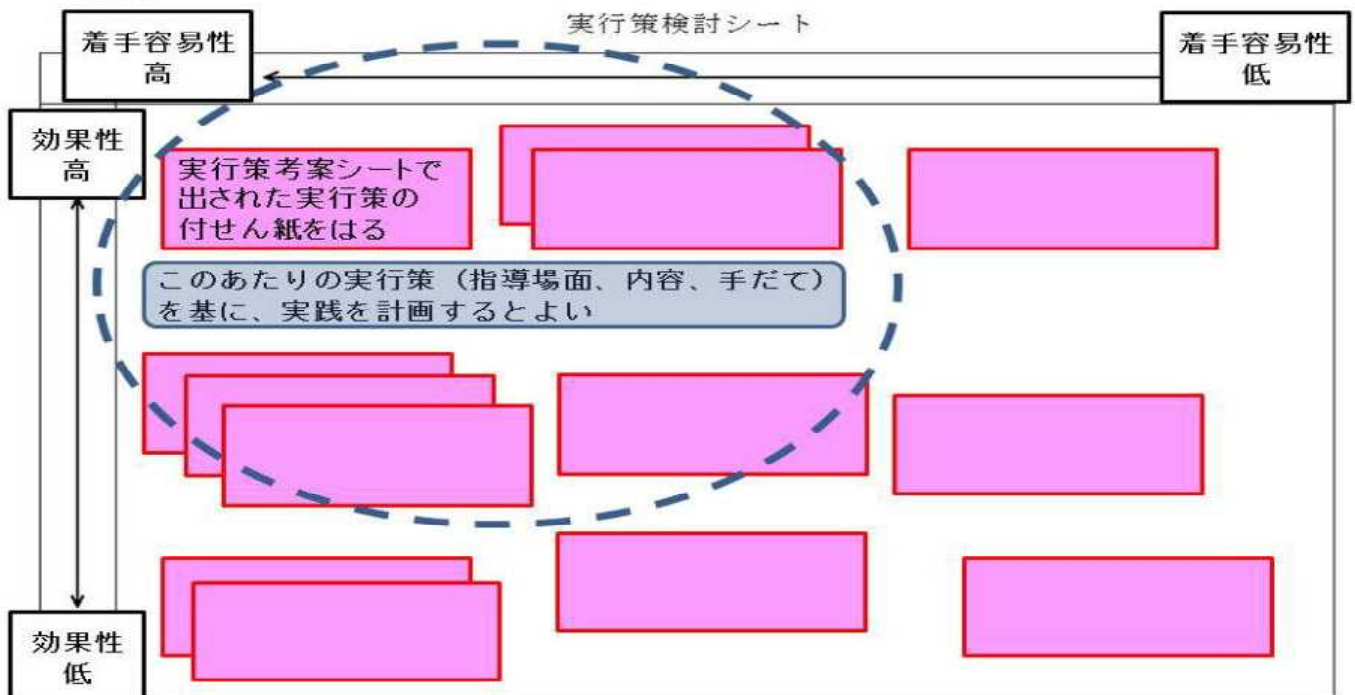 実行策検討シート
着手容易性
高
着手容易性
低
効果性
高
実行策考案シートで
出された実行策の
付せん紙をはる
このあたりの実行策（指導場面、内容、手だて）
を基に、実践を計画するとよい
効果性
低